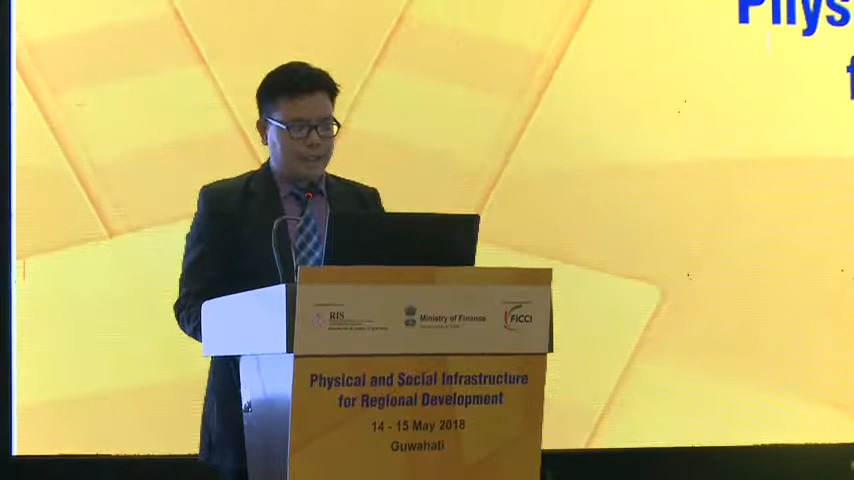 Phys
f
RIS
Ministry of Finance
FICCI
Physical and Social Infrastructure
for Regional Development
14 - 15 May 2018
Guwahati